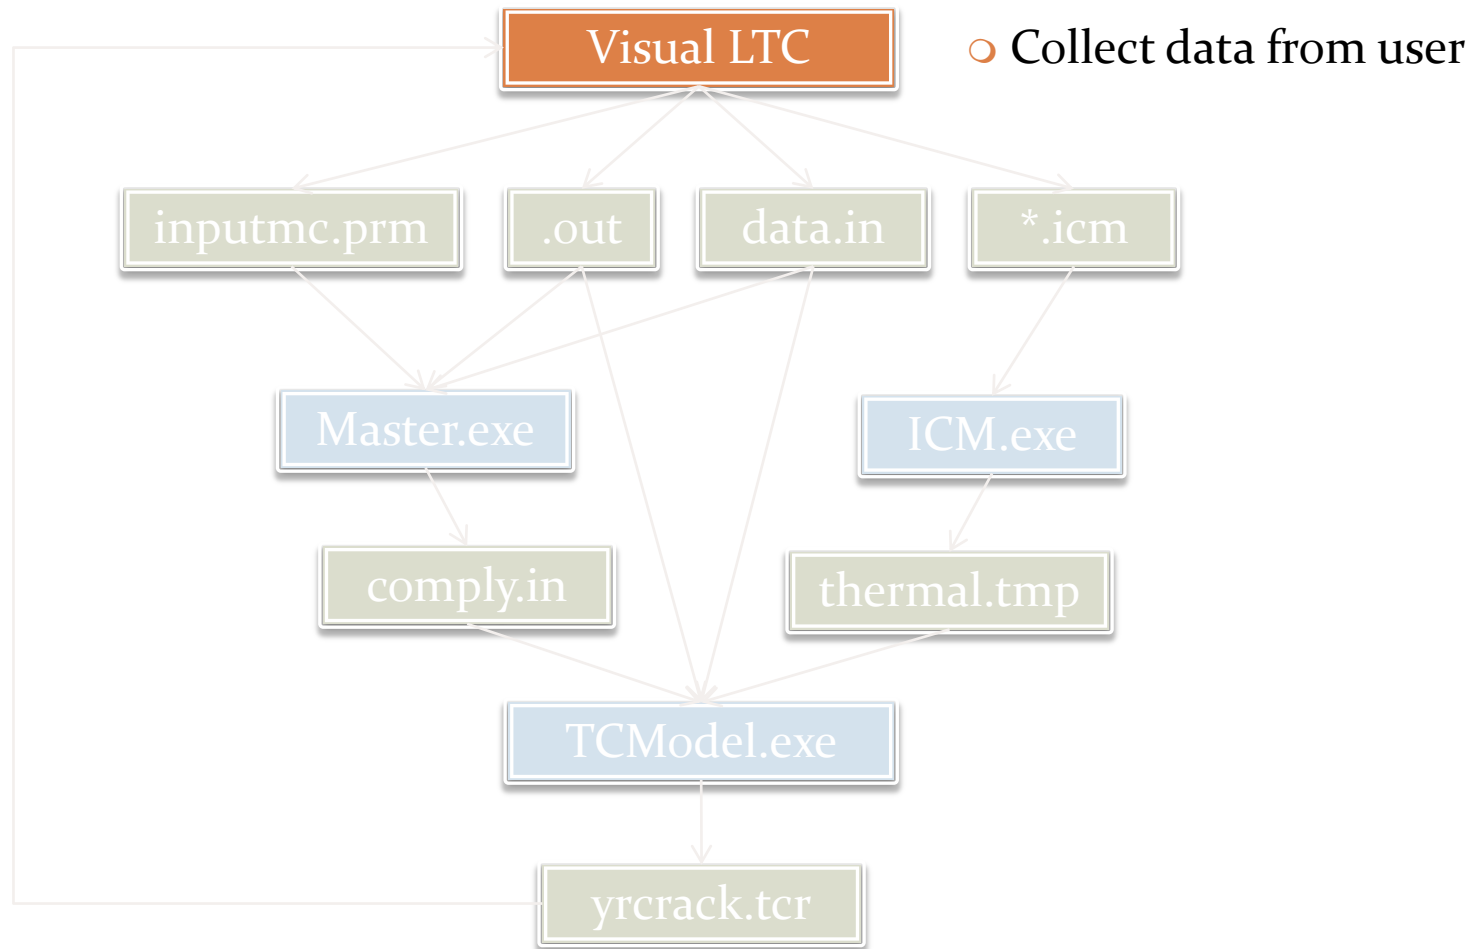 Visual LTC
Collect data from user
inputmc.prm
.out
data.in
*.icm
Master.exe
ICM.exe
comply.in
thermal.tmp
TCModel.exe
yrcrack.tcr